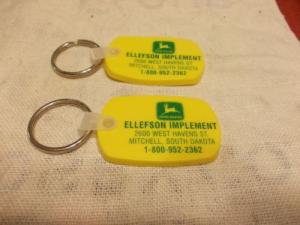 ELLEFSON IMPLEMENT
2600 WEST HAVENS ST.
MITCHELL, SOUTH DAKOTA
1-800-952-2362
ELLEFSON IMPLEMENT
2600 WEST HAVENS ST.
MITCHELL, SOUTH DAKOTA
1-800-952-2362